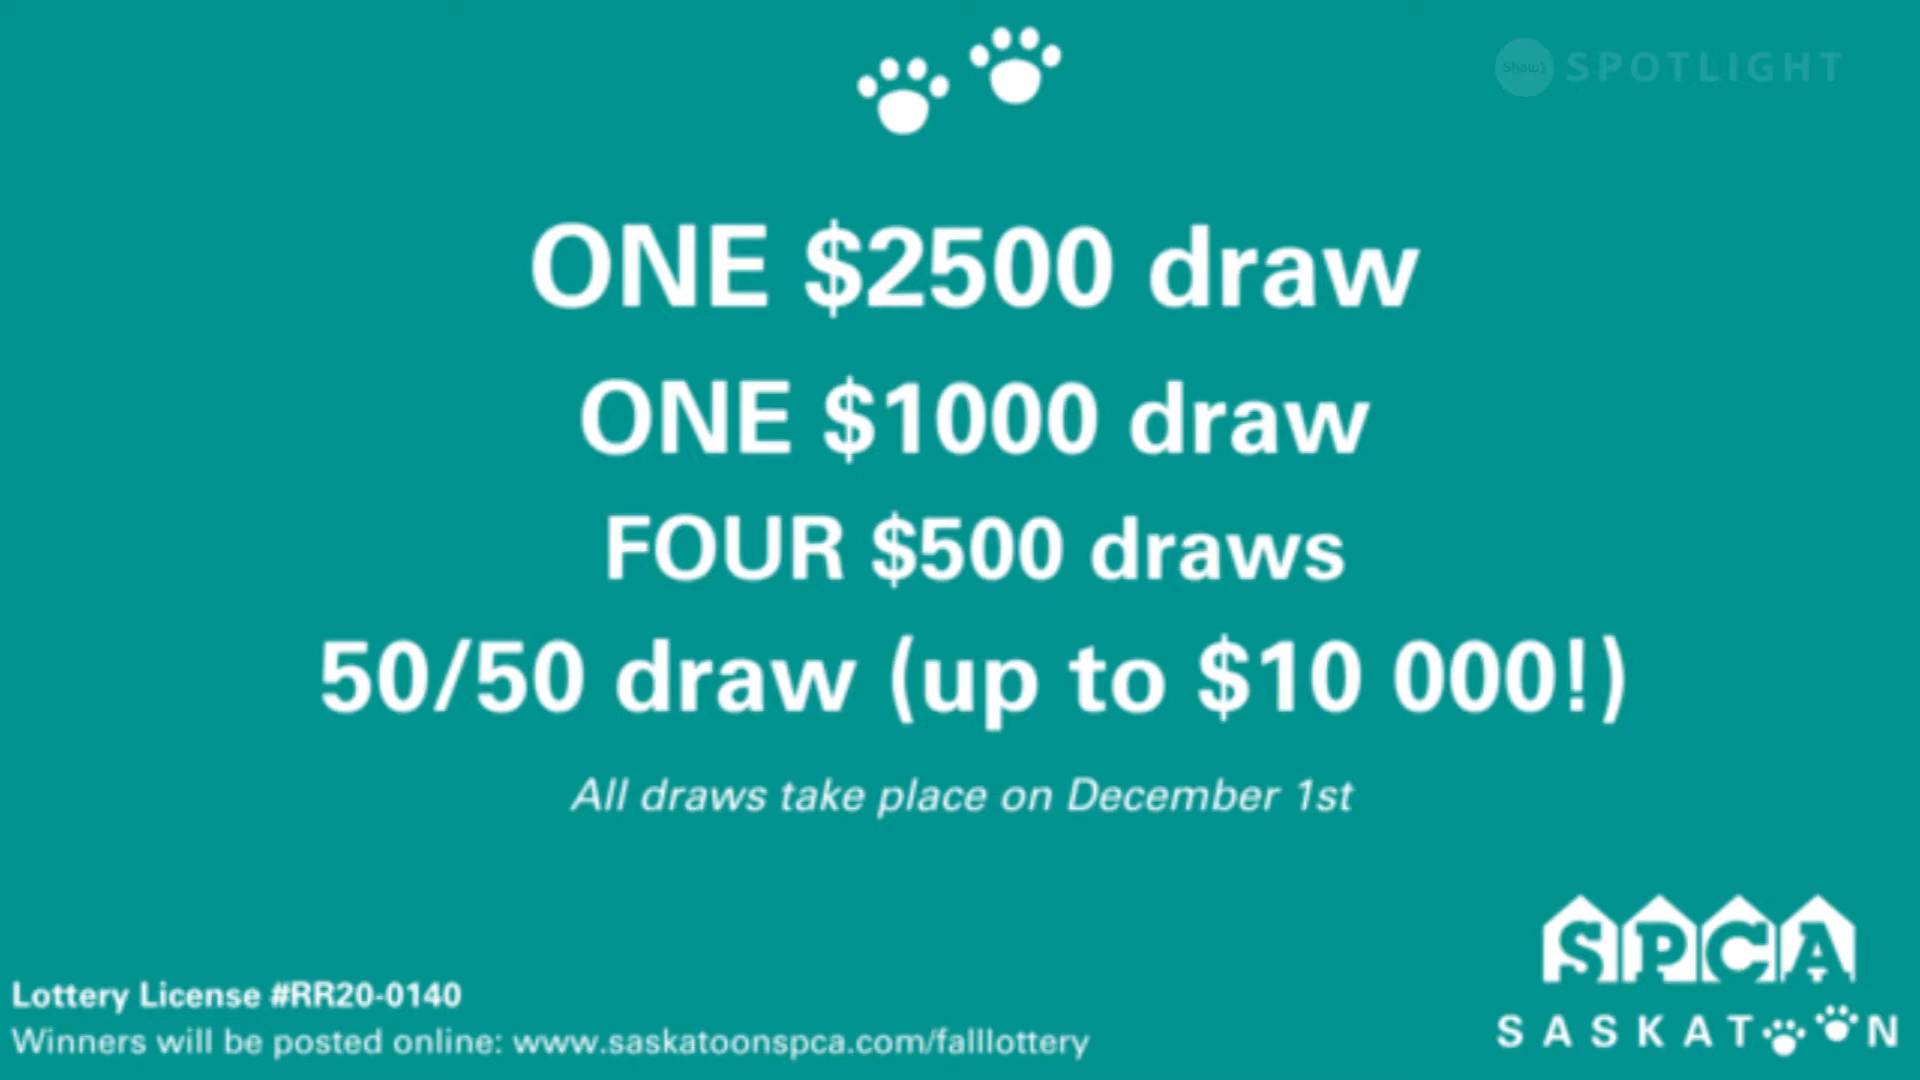 Shaw) SPOTLIGHT
ONE $2500 draw
ONE $1000 draw
FOUR $500 draws
50/50 draw (up to $10 000!)
All draws take place on December 1st
SPCA
Lottery License #RR20-0140
Winners will be posted online: www.saskatoonspca.com/falllottery
SASKATOON